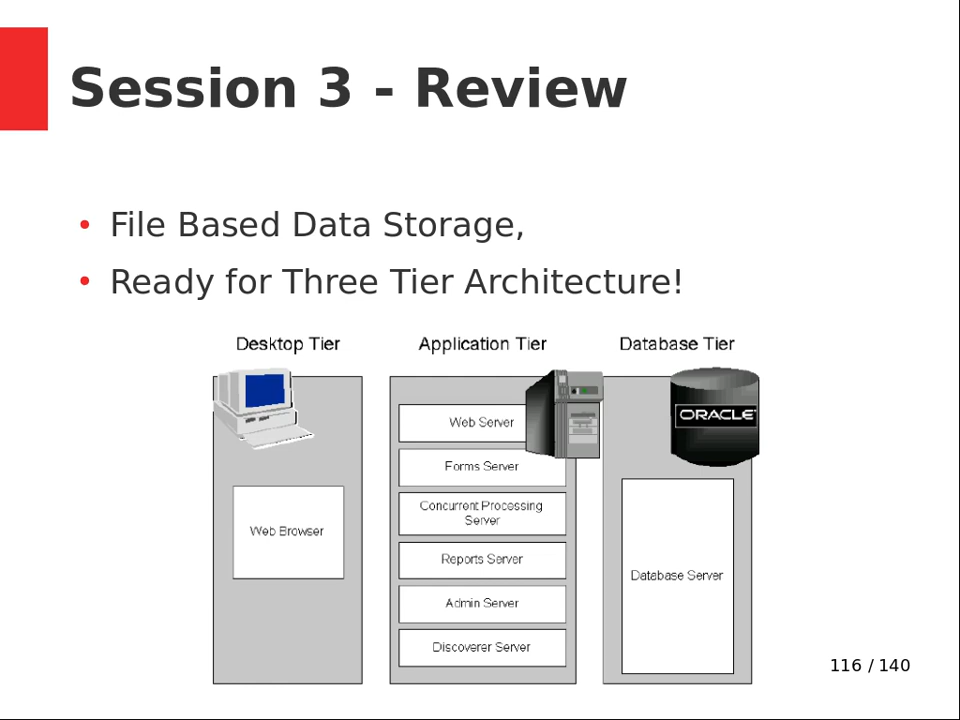 Session 3 - Review
• File Based Data Storage,
• Ready for Three Tier Architecture!
Desktop Tier
Application Tier
Database Tier
ORACLE
Web Server
Forms Server
Concurrent Processing
Server
Web Browser
Reports Server
Database Server
Admin Server
Discoverer Server
116 / 140